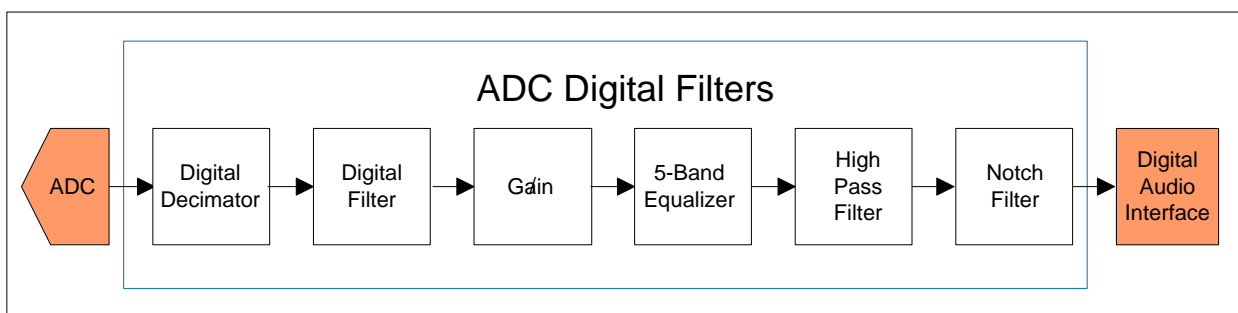 ADC Digital Filters
ADC
Digital
Decimator
Digital
Filter
Gain
5-Band
Equalizer
High
Pass
Filter
Notch
Filter
Digital
Audio
Interface